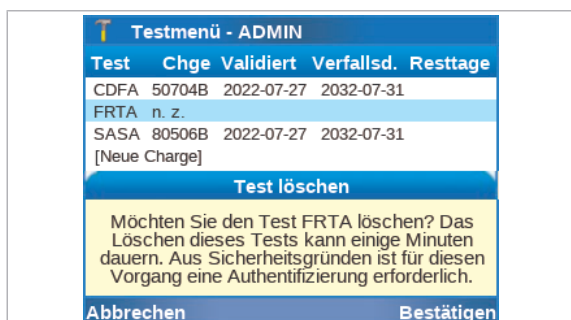 Testmenü - ADMIN
Test Chge Validiert Verfallsd. Resttage
CDFA 50704B 2022-07-27 2032-07-31
FRTA n. z.
SASA 80506B 2022-07-27 2032-07-31
[Neue Charge]
Test löschen
Möchten Sie den Test FRTA löschen? Das
Löschen dieses Tests kann einige Minuten
dauern. Aus Sicherheitsgründen ist für diesen
Vorgang eine Authentifizierung erforderlich.
Abbrechen Bestätigen